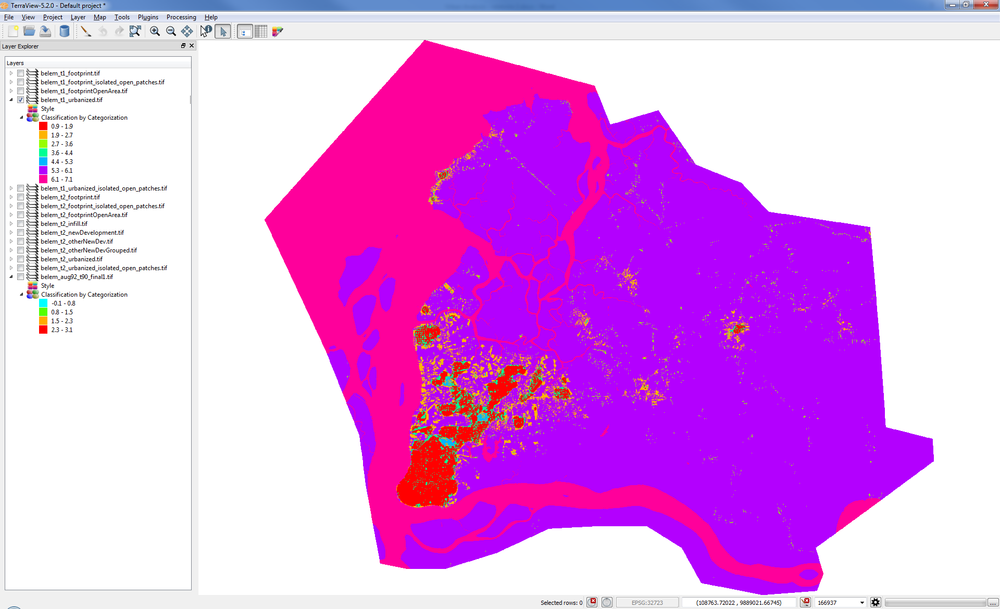 TerraView-5.2.0 - Default project *
File View Project Layer Map Tools Plugins Processing Help
Layer Explorer
Layers
belem_t1_footprint.tif
belem_t1_footprint_isolated_open_patches.tif
belem_t1_footprintOpenArea.tif
belem_t1_urbanized.tif
Style
Classification by Categorization
0.9 - 1.9
1.9 - 2.7
2.7 - 3.6
3.6 - 4.4
4.4 - 5.3
5.3 - 6.1
6.1 - 7.1
belem_t1_urbanized_isolated_open_patches.tif
belem_t2_footprint.tif
belem_t2_footprint_isolated_open_patches.tif
belem_t2_footprintOpenArea.tif
belem_t2_infill.tif
belem_t2_newDevelopment.tif
belem_t2_otherNewDev.tif
belem_t2_otherNewDevGrouped.tif
belem_t2_urbanized.tif
belem_t2_urbanized_isolated_open_patches.tif
belem_aug92_t90_final1.tif
Style
Classification by Categorization
-0.1 - 0.8
0.8 - 1.5
1.5 - 2.3
2.3 - 3.1
Selected rows: 0 EPSG:32723 (108763.72022 , 9889021.66745) 166937 ...